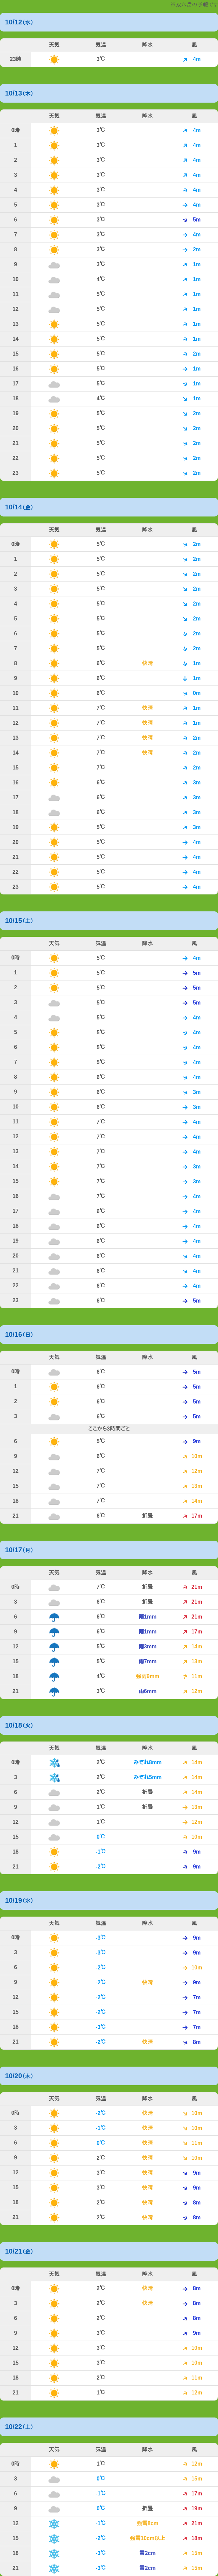 の予報です
10/12(水)
天気 気温 降水 風
23時 3℃ 4m
10/13(木)
天気 気温 降水 風
0時 3℃ 4m
1 3℃ 4m
2 3℃ 4m
3 3℃ 4m
4 3℃ 4m
5 3℃ 4m
6 3℃ 5m
7 3℃ 4m
8 3℃ 2m
9 3℃ 1m
10 4℃ 1m
11 5℃ 1m
12 5℃ 1m
13 5℃ 1m
14 5℃ 1m
15 5℃ 2m
16 5℃ 1m
17 5℃ 1m
18 4℃ 1m
19 5℃ 2m
20 5℃ 2m
21 5℃ 2m
22 5℃ 2m
23 5℃ 2m
10/14(金)
天気 気温 降水 風
0時 5℃ 2m
1 5℃ 2m
2 5℃ 2m
3 5℃ 2m
4 5℃ 2m
5 5℃ 2m
6 5℃ 2m
7 5℃ 2m
8 6℃ 快晴 1m
9 6℃ 1m
10 6℃ 0m
11 7℃ 快晴 1m
12 7℃ 快晴 1m
13 7℃ 快晴 2m
14 7℃ 快晴 2m
15 7℃ 2m
16 6℃ 3m
17 6℃ 3m
18 6℃ 3m
19 5℃ 3m
20 5℃ 4m
21 5℃ 4m
22 5℃ 4m
23 5℃ 4m
10/15(土)
天気 気温 降水 風
0時 5℃ 4m
1 5℃ 5m
2 5℃ 5m
3 5℃ 5m
4 5℃ 4m
5 5℃ 4m
6 5℃ 4m
7 5℃ 4m
8 6℃ 4m
9 6℃ 3m
10 6℃ 3m
11 7℃ 4m
12 7℃ 4m
13 7℃ 4m
14 7℃ 3m
15 7℃ 3m
16 7℃ 4m
17 6℃ 4m
18 6℃ 4m
19 6℃ 4m
20 6℃ 4m
21 6℃ 4m
22 6℃ 4m
23 6℃ 5m
10/16(日)
天気 気温 降水 風
0時 6℃ 5m
1 6℃ 5m
2 6℃ 5m
3 6℃ 5m
ここから3時間ごと
6 5℃ 9m
9 6℃ 10m
12 7℃ 12m
15 7℃ 13m
18 7℃ 14m
21 6℃ 折曇 17m
10/17(月)
天気 気温 降水 風
0時 7℃ 折曇 21m
3 6℃ 折曇 21m
6 6℃ 雨1mm 21m
9 6℃ 雨1mm 17m
12 5℃ 雨3mm 14m
15 5℃ 雨7mm 13m
18 4℃ 強雨9mm 11m
21 3℃ 雨6mm 12m
10/18(火)
天気 気温 降水 風
0時 2℃ みぞれ8mm 14m
3 2℃ みぞれ5mm 14m
6 2℃ 折曇 14m
9 1℃ 折曇 13m
12 1℃ 12m
15 0℃ 10m
18 -1℃ 9m
21 -2℃ 9m
10/19(水)
天気 気温 降水 風
0時 -3℃ 9m
3 -3℃ 9m
6 -2℃ 10m
9 -2℃ 快晴 9m
12 -2℃ 7m
15 -2℃ 7m
18 -3℃ 7m
21 -2℃ 快晴 8m
10/20(木)
天気 気温 降水 風
0時 -2℃ 快晴 10m
3 -1℃ 快晴 10m
6 0℃ 快晴 11m
9 2℃ 快晴 10m
12 3℃ 快晴 9m
15 3℃ 快晴 9m
18 2℃ 快晴 8m
21 2℃ 快晴 8m
10/21(金)
天気 気温 降水 風
0時 2℃ 快晴 8m
3 2℃ 快晴 8m
6 2℃ 8m
9 3℃ 9m
12 3℃ 10m
15 3℃ 10m
18 2℃ 11m
21 1℃ 12m
10/22(土)
天気 気温 降水 風
0時 1℃ 12m
3 0℃ 15m
6 -1℃ 17m
9 0℃ 折曇 19m
12 -1℃ 強雪8cm 21m
15 -2℃ 強雪10cm以上 18m
18 -3℃ 雪2cm 15m
21 -3℃ 雪2cm 15m